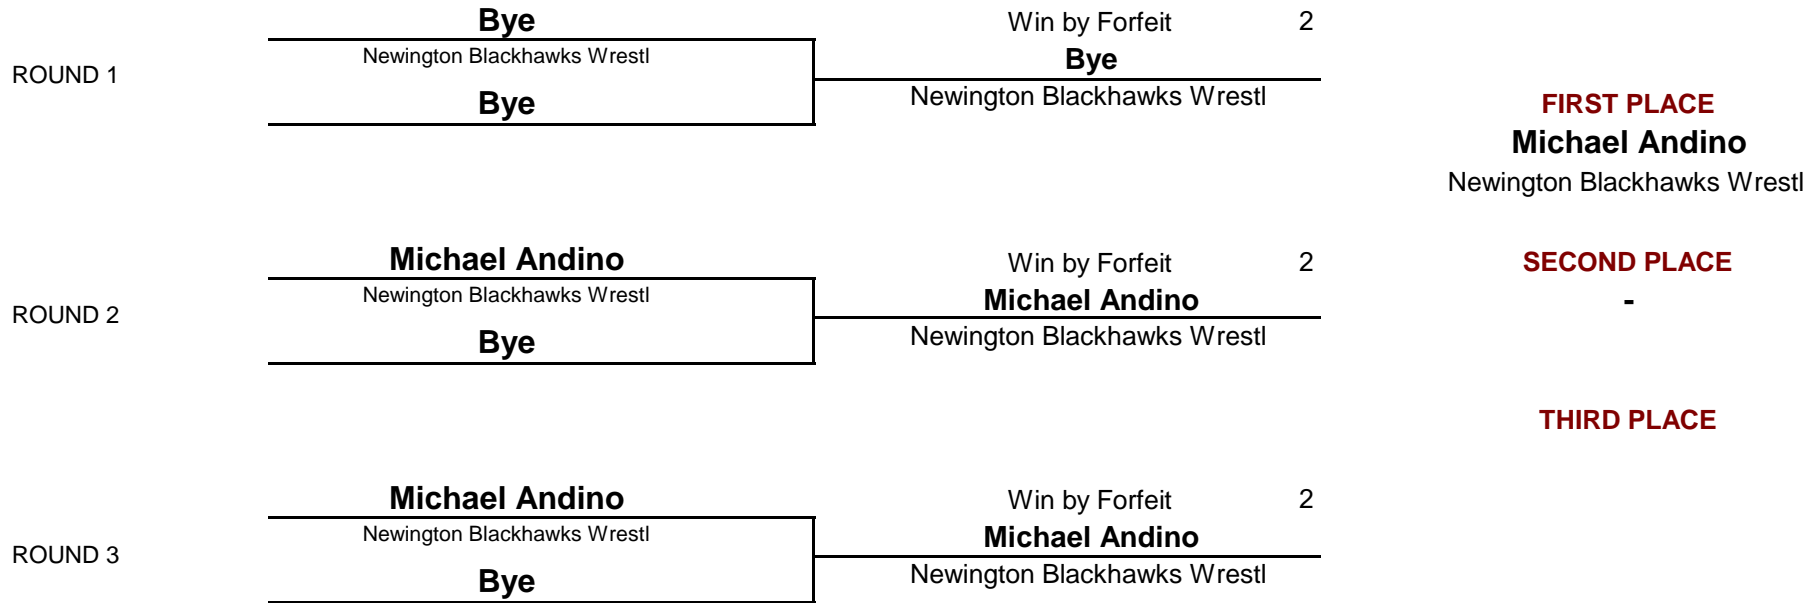 ROUND 1
Bye
Newington Blackhawks Wrestl
Bye
Win by Forfeit 2
Bye
Newington Blackhawks Wrestl
FIRST PLACE
Michael Andino
Newington Blackhawks Wrestl
ROUND 2
Michael Andino
Newington Blackhawks Wrestl
Bye
Win by Forfeit 2
Michael Andino
Newington Blackhawks Wrestl
SECOND PLACE
-
THIRD PLACE
ROUND 3
Michael Andino
Newington Blackhawks Wrestl
Bye
Win by Forfeit 2
Michael Andino
Newington Blackhawks Wrestl